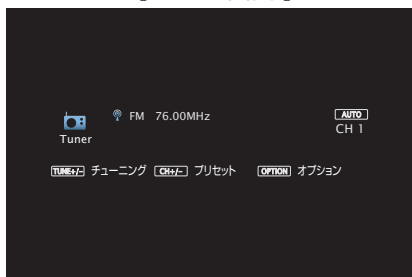 FM 76.00MHz
AUTO
CH 1
Tuner
TUNE+/- チューニング CH+/- プリセット OPTION オプション